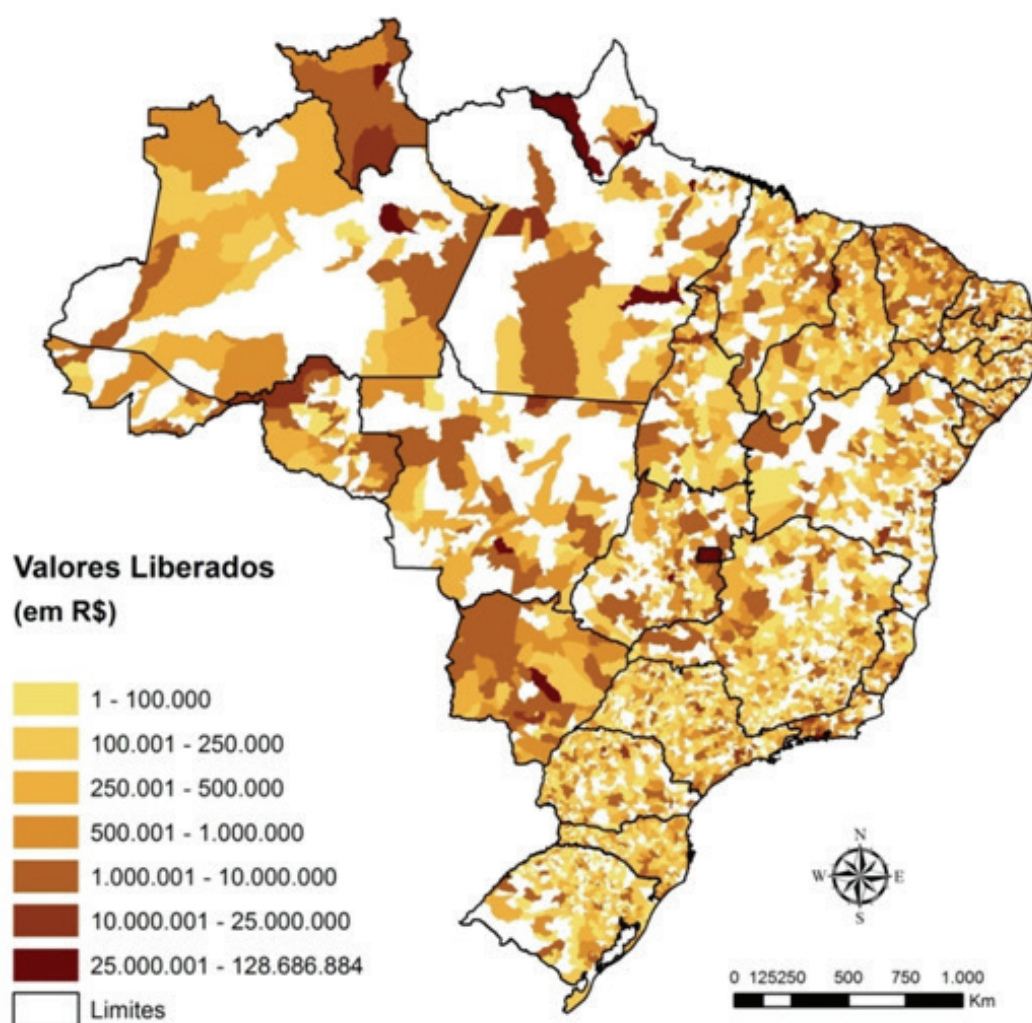 Valores Liberados
(em R$)
1 - 100.000
100.001 - 250.000
250.001 - 500.000
500.001 - 1.000.000
1.000.001 - 10.000.000
10.000.001 - 25.000.000
25.000.001 - 128.686.884
Limites
N
W E
S
0 125250 500 750 1.000
Km